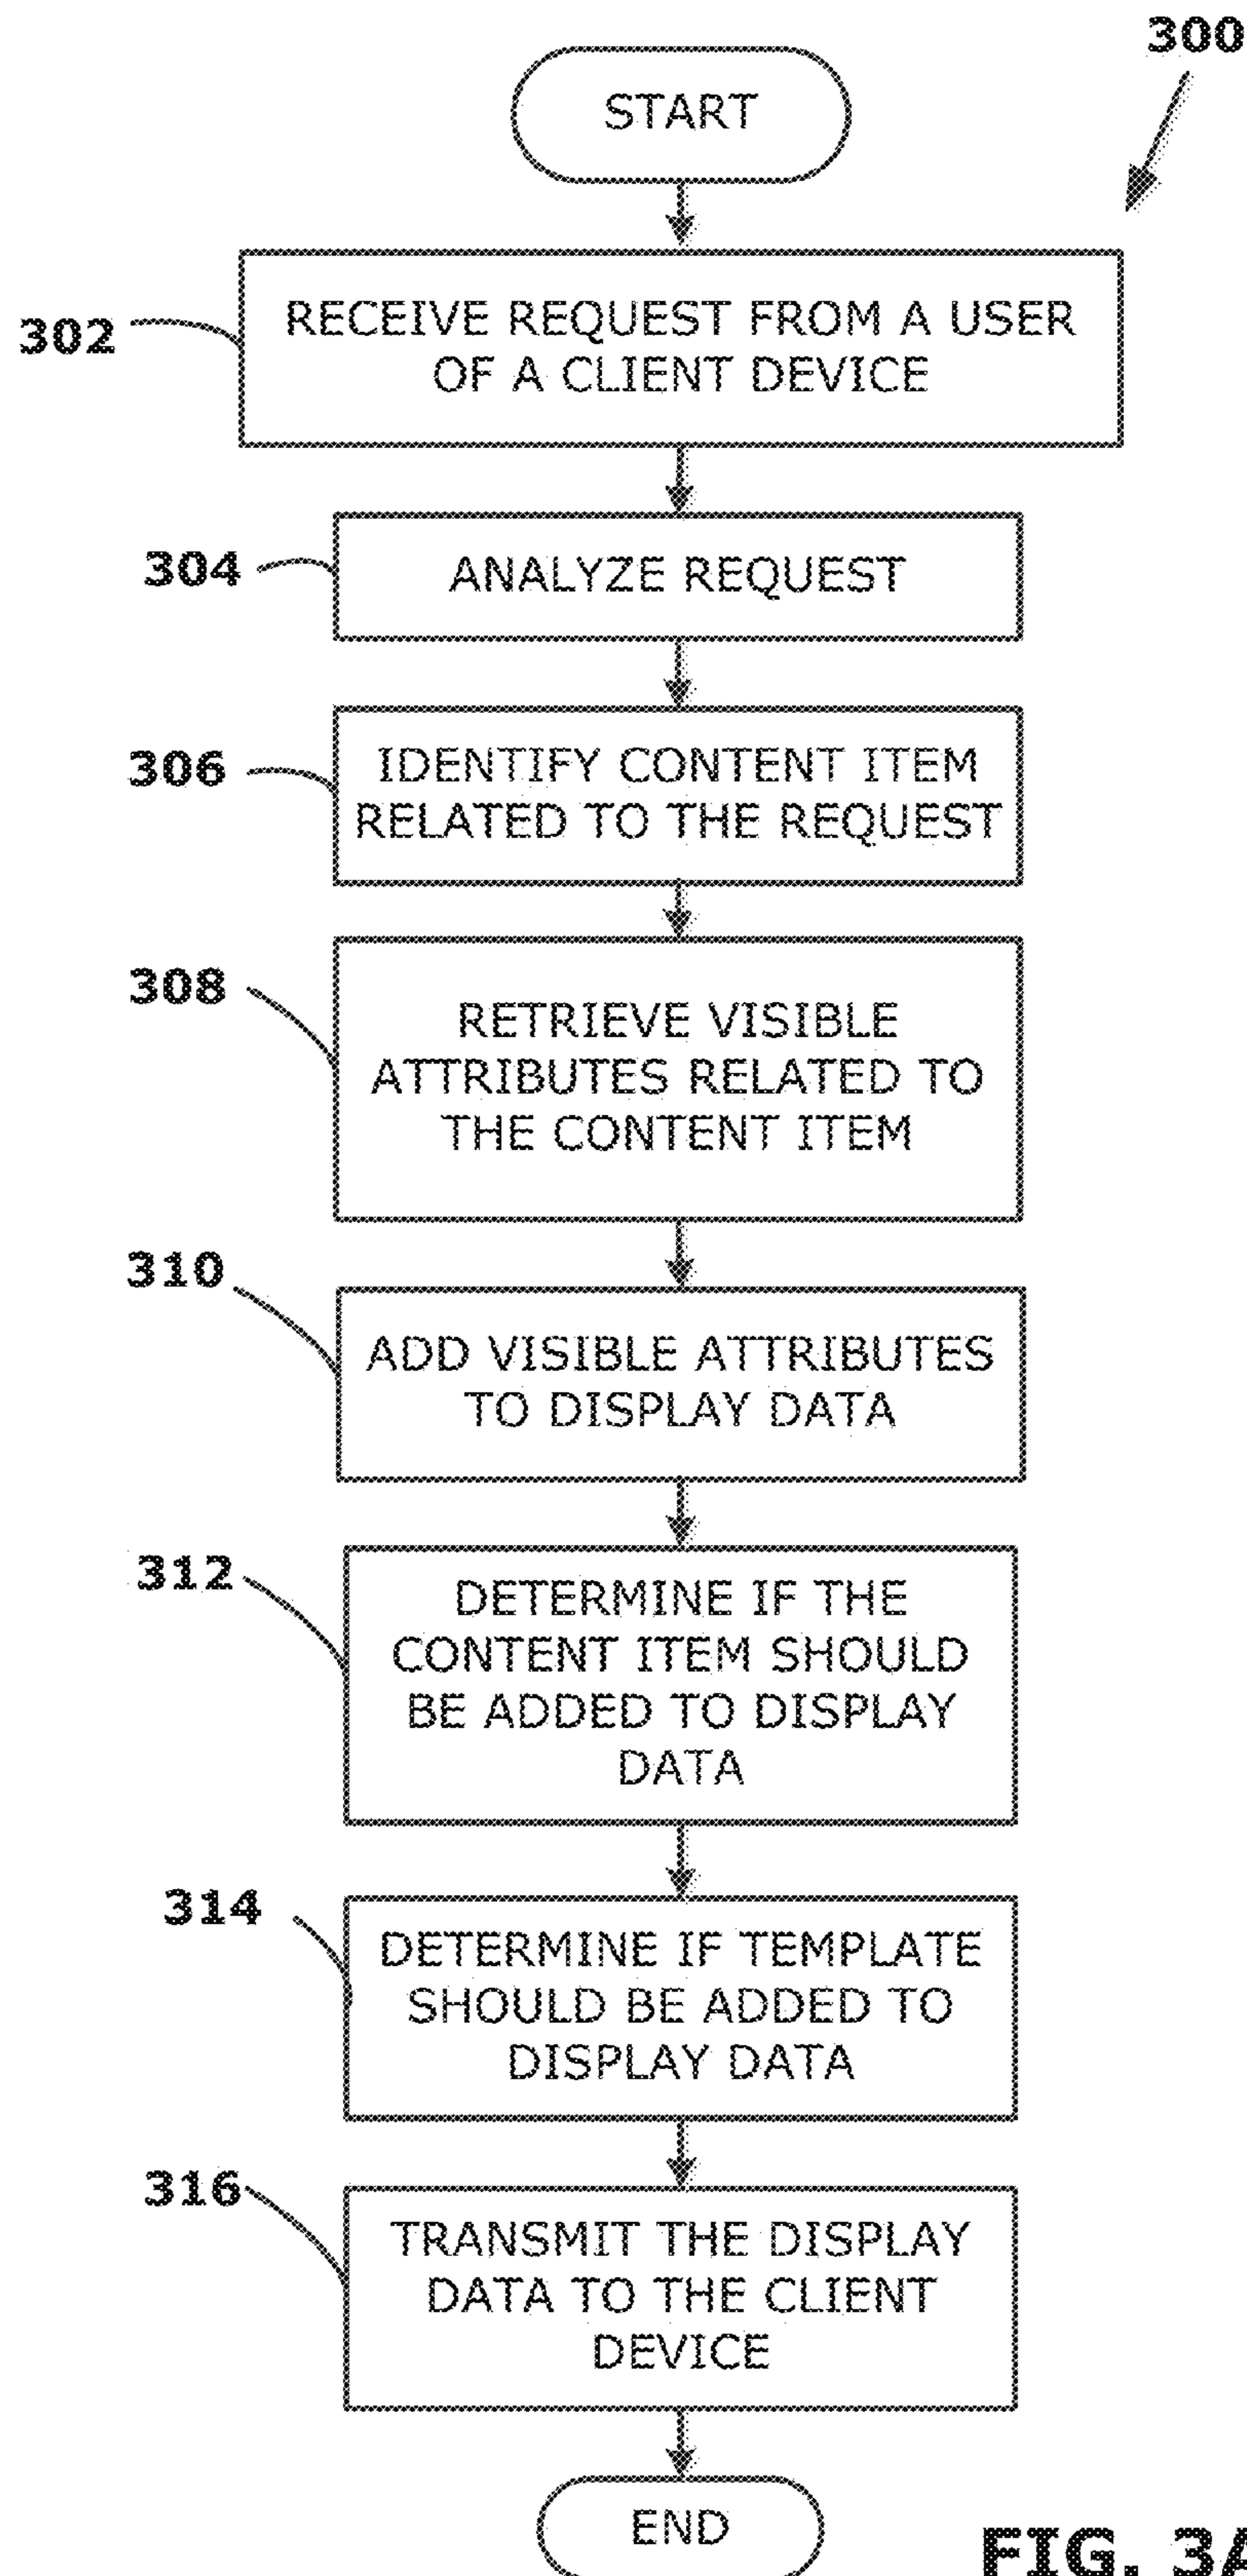 300
START
302
RECEIVE REQUEST FROM A USER
OF A CLIENT DEVICE
304
ANALYZE REQUEST
306
IDENTIFY CONTENT ITEM
RELATED TO THE REQUEST
308
RETRIEVE VISIBLE
ATTRIBUTES RELATED TO
THE CONTENT ITEM
310
ADD VISIBLE ATTRIBUTES
TO DISPLAY DATA
312
DETERMINE IF THE
CONTENT ITEM SHOULD
BE ADDED TO DISPLAY
DATA
314
DETERMINE IF TEMPLATE
SHOULD BE ADDED TO
DISPLAY DATA
316
TRANSMIT THE DISPLAY
DATA TO THE CLIENT
DEVICE
END
FIG. 3A